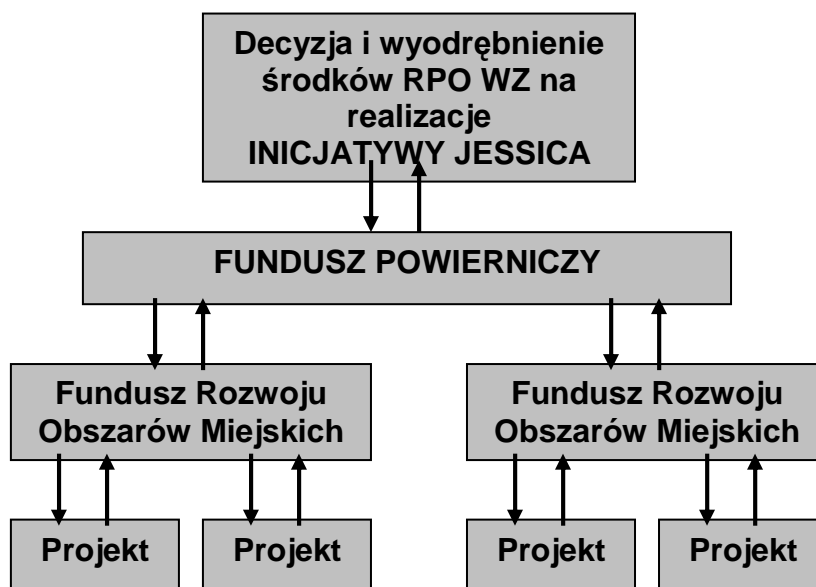 Decyzja i wyodrębnienie
środków RPO WZ na
realizacje
INICJATYWY JESSICA
FUNDUSZ POWIERNICZY
Fundusz Rozwoju
Obszarów Miejskich
Fundusz Rozwoju
Obszarów Miejskich
Projekt
Projekt
Projekt
Projekt